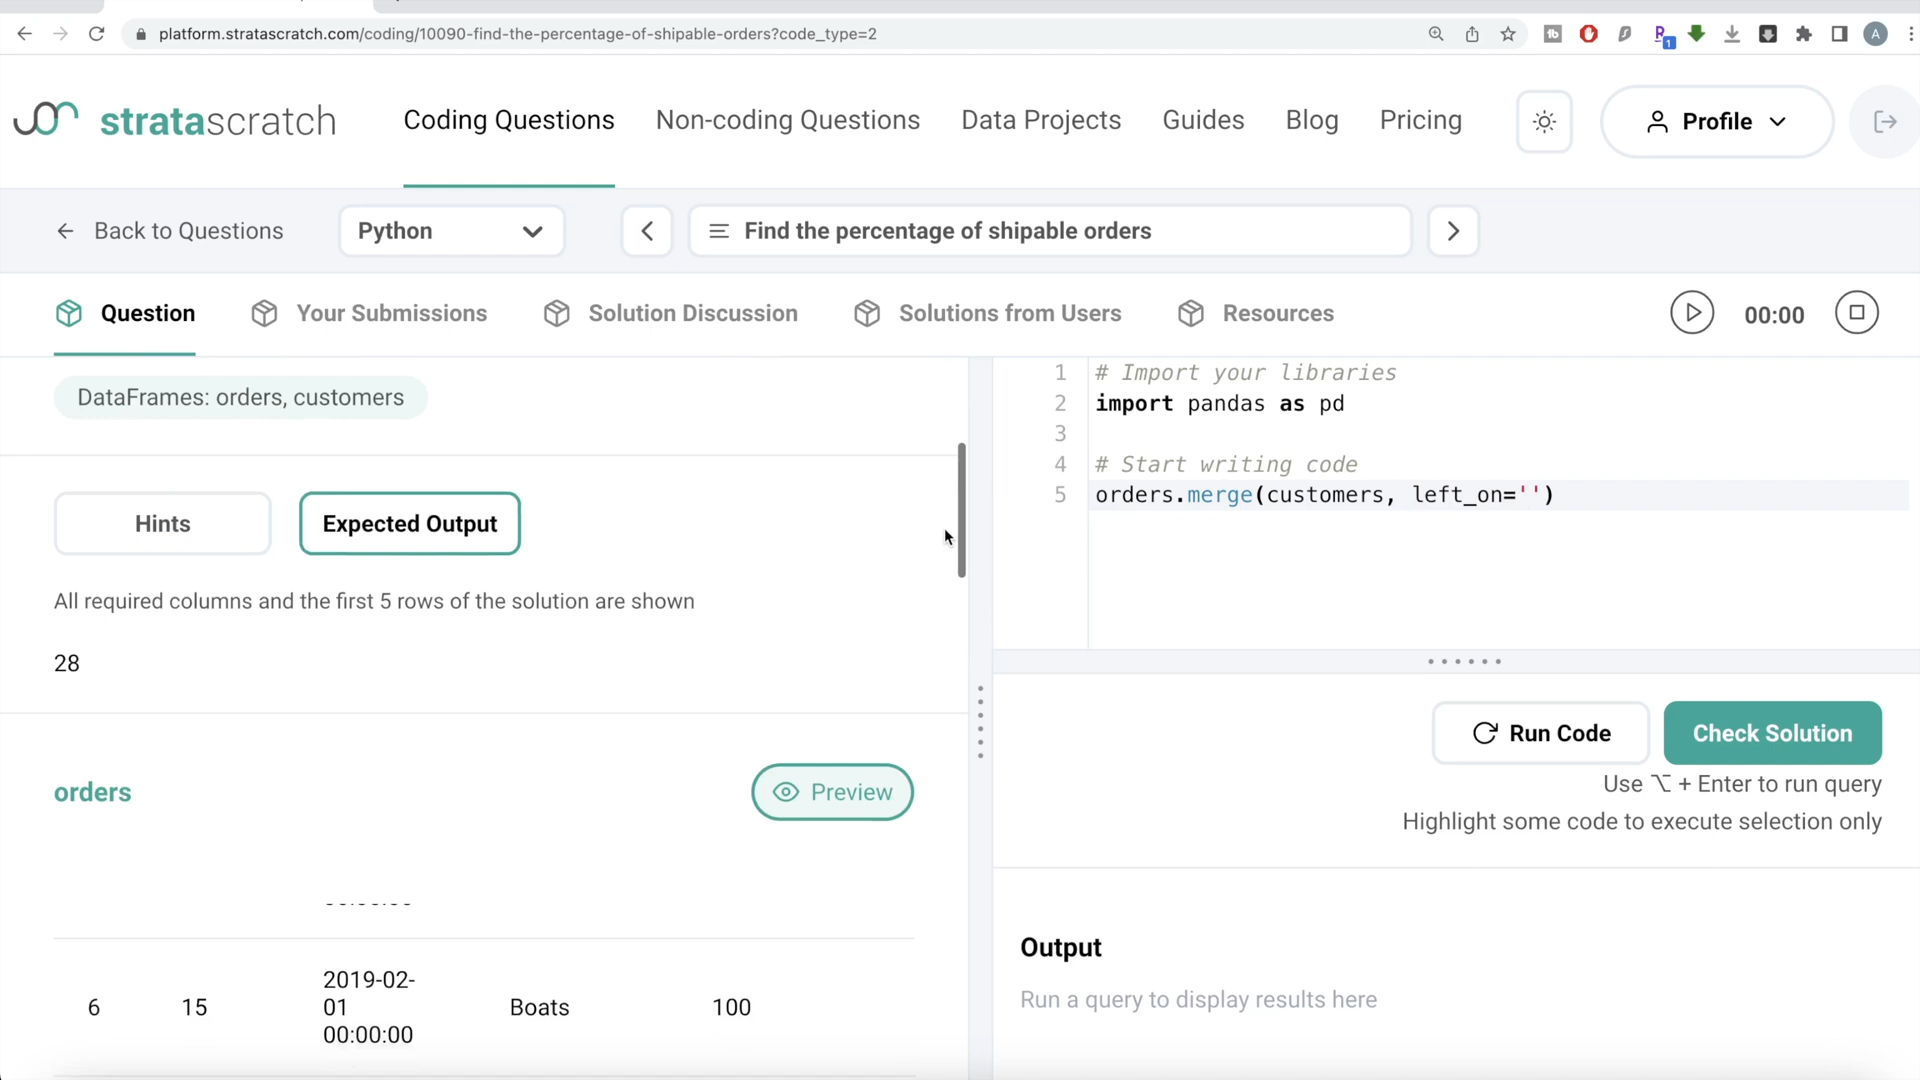 platform.stratascratch.com/coding/10090-find-the-percentage-of-shipable-orders?code_type=2
1
A
stratascratch
Coding Questions
Non-coding Questions
Data Projects
Guides
Blog
Pricing
Profile
Back to Questions
Python
Find the percentage of shipable orders
Question
Your Submissions
Solution Discussion
Solutions from Users
Resources
00:00
DataFrames: orders, customers
Hints
Expected Output
All required columns and the first 5 rows of the solution are shown
28
orders
Preview
6 15 2019-02-01 00:00:00 Boats 100
1 # Import your libraries
2 import pandas as pd
3
4 # Start writing code
5 orders.merge(customers, left_on='')
Run Code
Check Solution
Use ⌥ + Enter to run query
Highlight some code to execute selection only
Output
Run a query to display results here